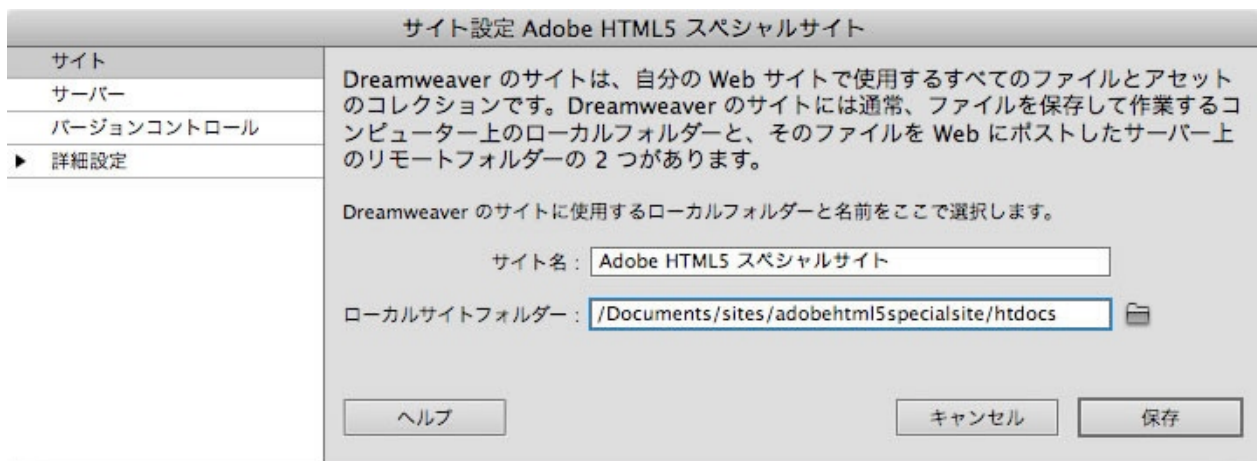 サイト設定 Adobe HTML5 スペシャルサイト
サイト
サーバー
バージョンコントロール
詳細設定
Dreamweaver のサイトは、自分の Web サイトで使用するすべてのファイルとアセット
のコレクションです。Dreamweaver のサイトには通常、ファイルを保存して作業するコ
ンピューター上のローカルフォルダーと、そのファイルを Web にポストしたサーバー上
のリモートフォルダーの 2 つがあります。
Dreamweaver のサイトに使用するローカルフォルダーと名前をここで選択します。
サイト名 : Adobe HTML5 スペシャルサイト
ローカルサイトフォルダー : /Documents/sites/adobehtml5specialsite/htdocs
ヘルプ キャンセル 保存